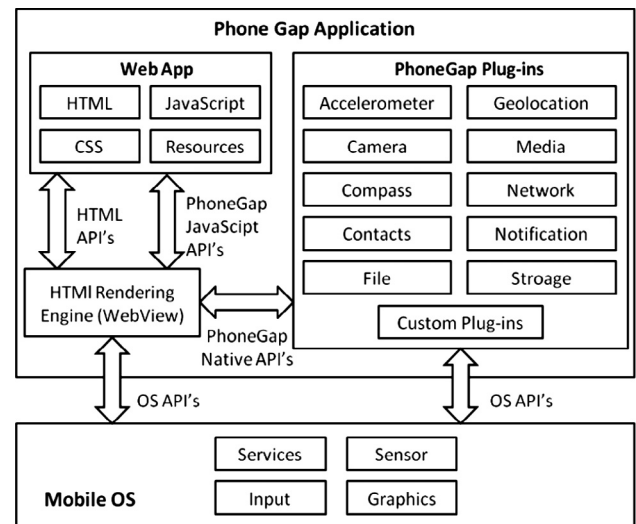 Phone Gap Application
Web App
HTML
JavaScript
CSS
Resources
PhoneGap Plug-ins
Accelerometer
Geolocation
Camera
Media
Compass
Network
Contacts
Notification
File
Stroage
Custom Plug-ins
HTML
API's
PhoneGap
JavaScipt
API's
HTMl Rendering
Engine (WebView)
PhoneGap
Native API's
OS API's
OS API's
Mobile OS
Services
Sensor
Input
Graphics